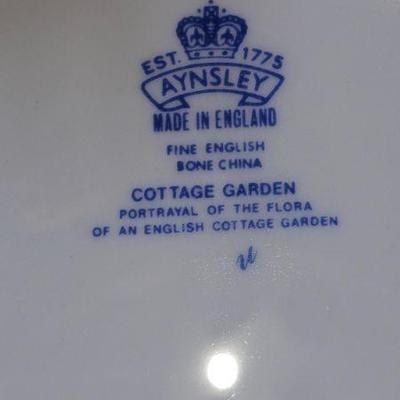 EST. 1775
AYNSLEY
MADE IN ENGLAND
FINE ENGLISH
BONE CHINA
COTTAGE GARDEN
PORTRAYAL OF THE FLORA
OF AN ENGLISH COTTAGE GARDEN